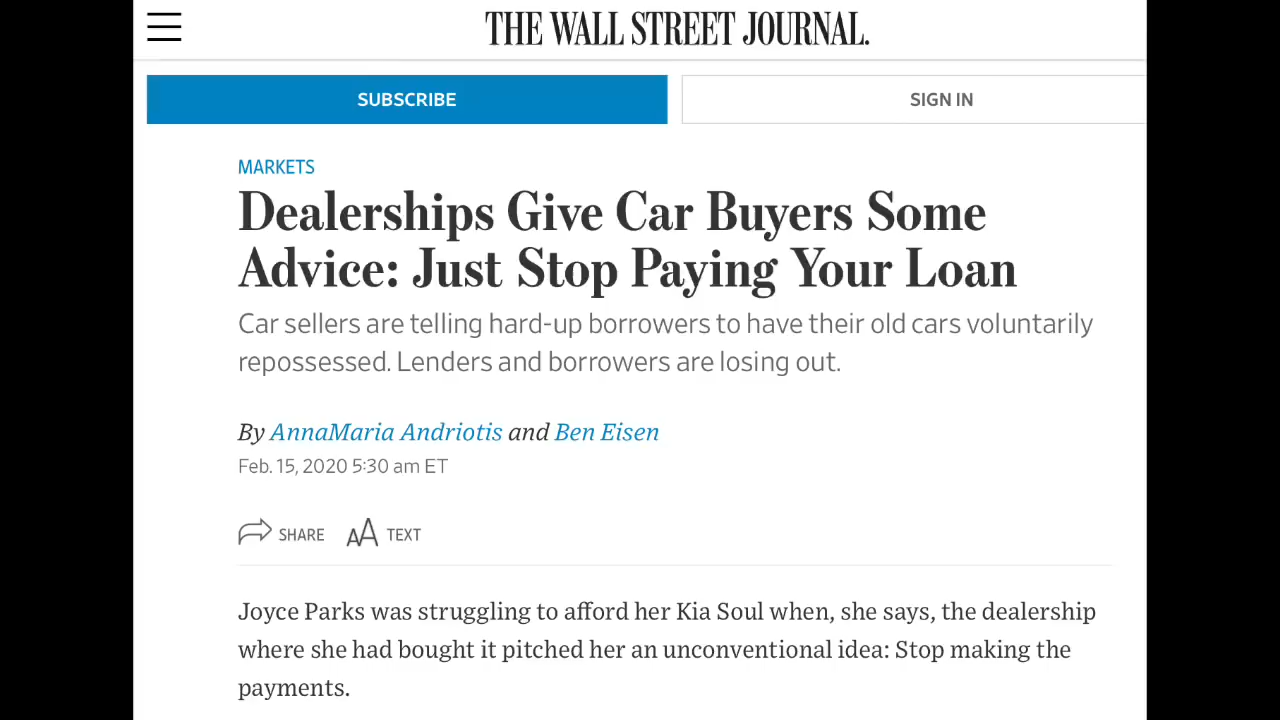 THE WALL STREET JOURNAL.
SUBSCRIBE
SIGN IN
MARKETS
Dealerships Give Car Buyers Some
Advice: Just Stop Paying Your Loan
Car sellers are telling hard-up borrowers to have their old cars voluntarily
repossessed. Lenders and borrowers are losing out.
By AnnaMaria Andriotis and Ben Eisen
Feb. 15, 2020 5:30 am ET
SHARE
AA TEXT
Joyce Parks was struggling to afford her Kia Soul when, she says, the dealership
where she had bought it pitched her an unconventional idea: Stop making the
payments.